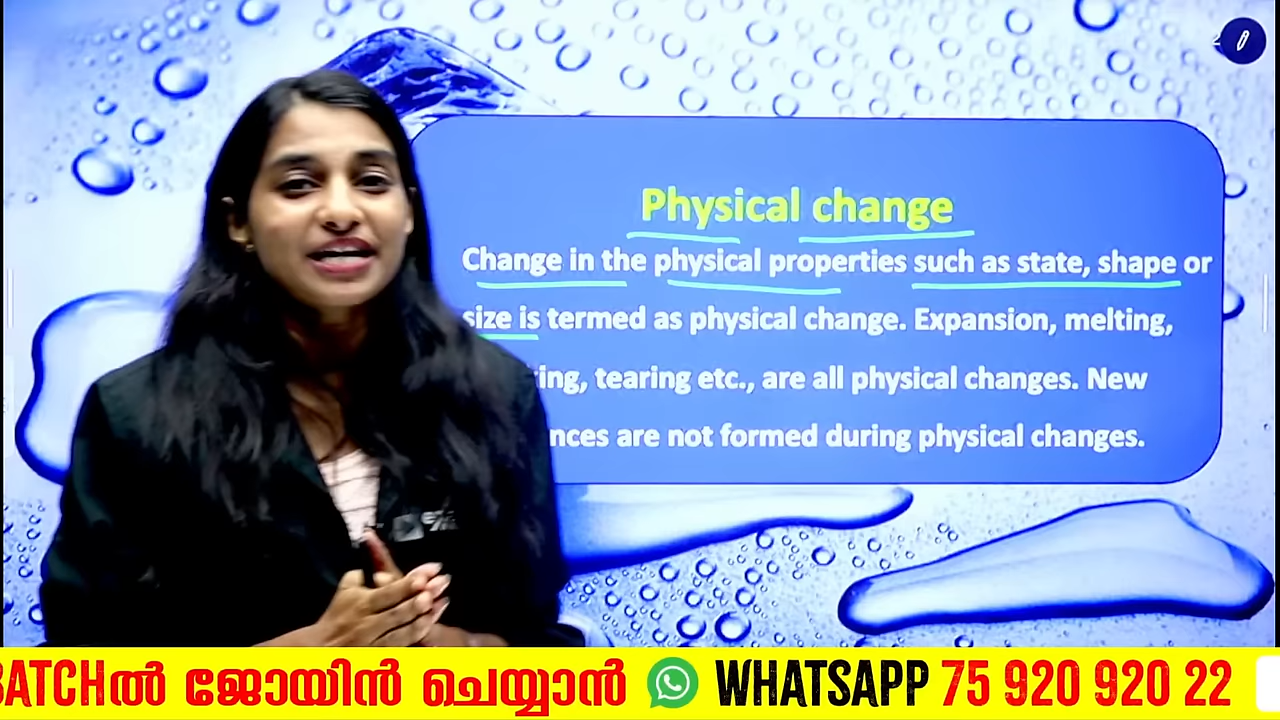 Physical change
Change in the physical properties such as state, shape or
size is termed as physical change. Expansion, melting,
tearing etc., are all physical changes. New
are not formed during physical changes.
BATCHൽ ജോയിൻ ചെയ്യാൻ WHATSAPP 75 920 920 22